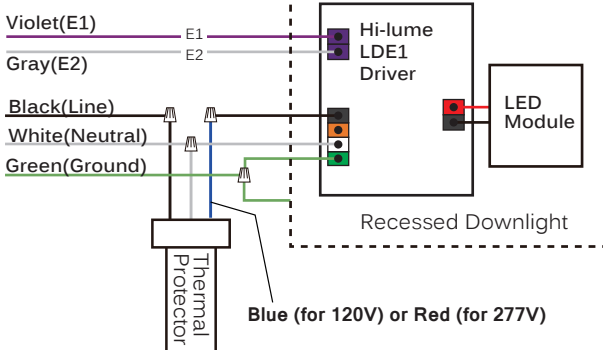 Violet(E1)
E1
E2
Gray(E2)
Hi-lume
LDE1
Driver
Black(Line)
White(Neutral)
Green(Ground)
LED
Module
Recessed Downlight
Thermal
Protector
Blue (for 120V) or Red (for 277V)